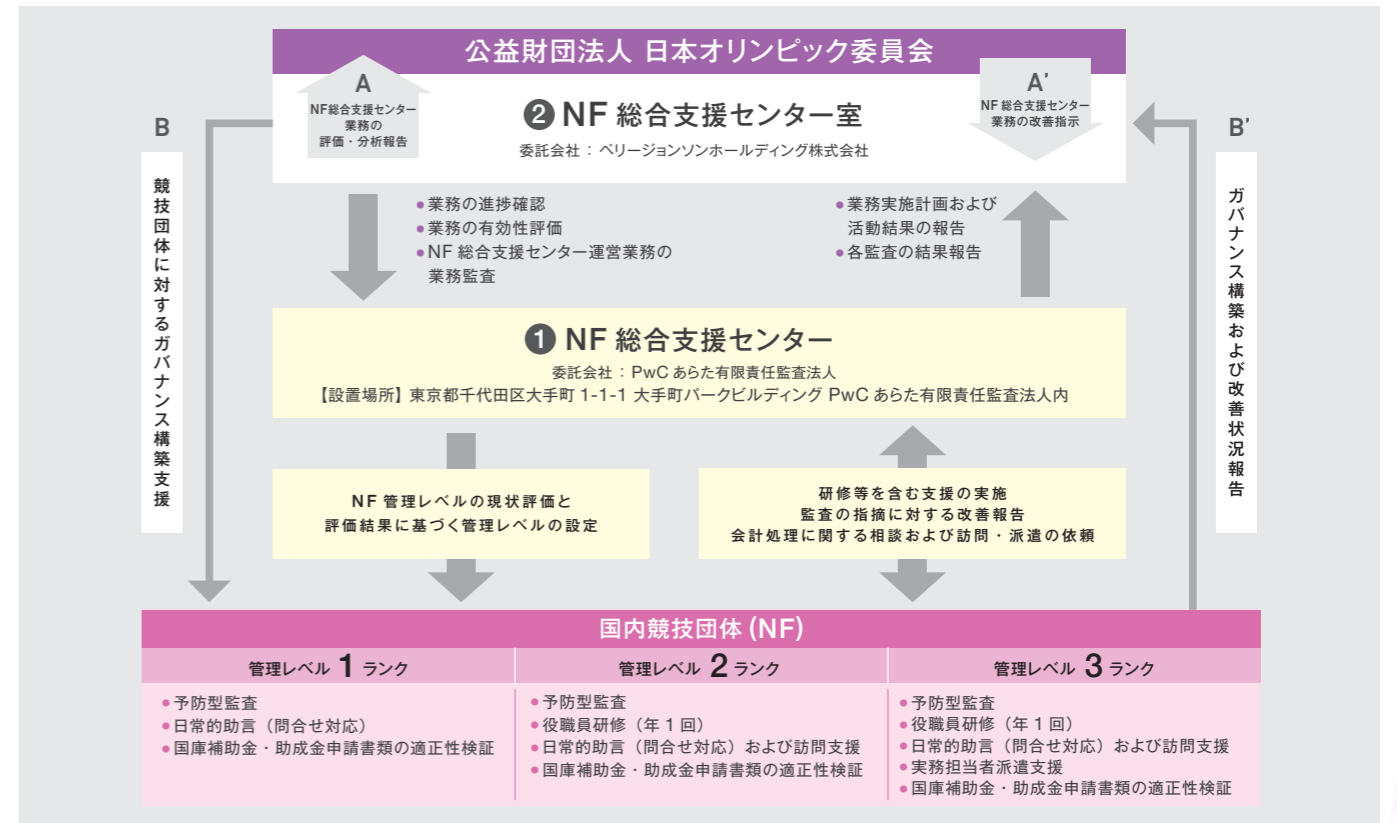 公益財団法人 日本オリンピック委員会
A
NF総合支援センター
業務の
評価・分析報告
❷ NF 総合支援センター室
委託会社 : ペリージョンソンホールディング株式会社
A’
NF 総合支援センター
業務の改善指示
B
競技団体に対するガバナンス構築支援
B’
ガバナンス構築および改善状況報告
●業務の進捗確認
●業務の有効性評価
●NF 総合支援センター運営業務の
業務監査
●業務実施計画および
活動結果の報告
●各監査の結果報告
❶ NF 総合支援センター
委託会社 : PwC あらた有限責任監査法人
【設置場所】東京都千代田区大手町 1-1-1 大手町パークビルディング PwC あらた有限責任監査法人内
NF 管理レベルの現状評価と
評価結果に基づく管理レベルの設定
研修等を含む支援の実施
監査の指摘に対する改善報告
会計処理に関する相談および訪問・派遣の依頼
国内競技団体 (NF)
管理レベル 1 ランク
●予防型監査
●日常的助言（問合せ対応）
●国庫補助金・助成金申請書類の適正性検証
管理レベル 2 ランク
●予防型監査
●役職員研修（年 1 回）
●日常的助言（問合せ対応）および訪問支援
●国庫補助金・助成金申請書類の適正性検証
管理レベル 3 ランク
●予防型監査
●役職員研修（年 1 回）
●日常的助言（問合せ対応）および訪問支援
●実務担当者派遣支援
●国庫補助金・助成金申請書類の適正性検証